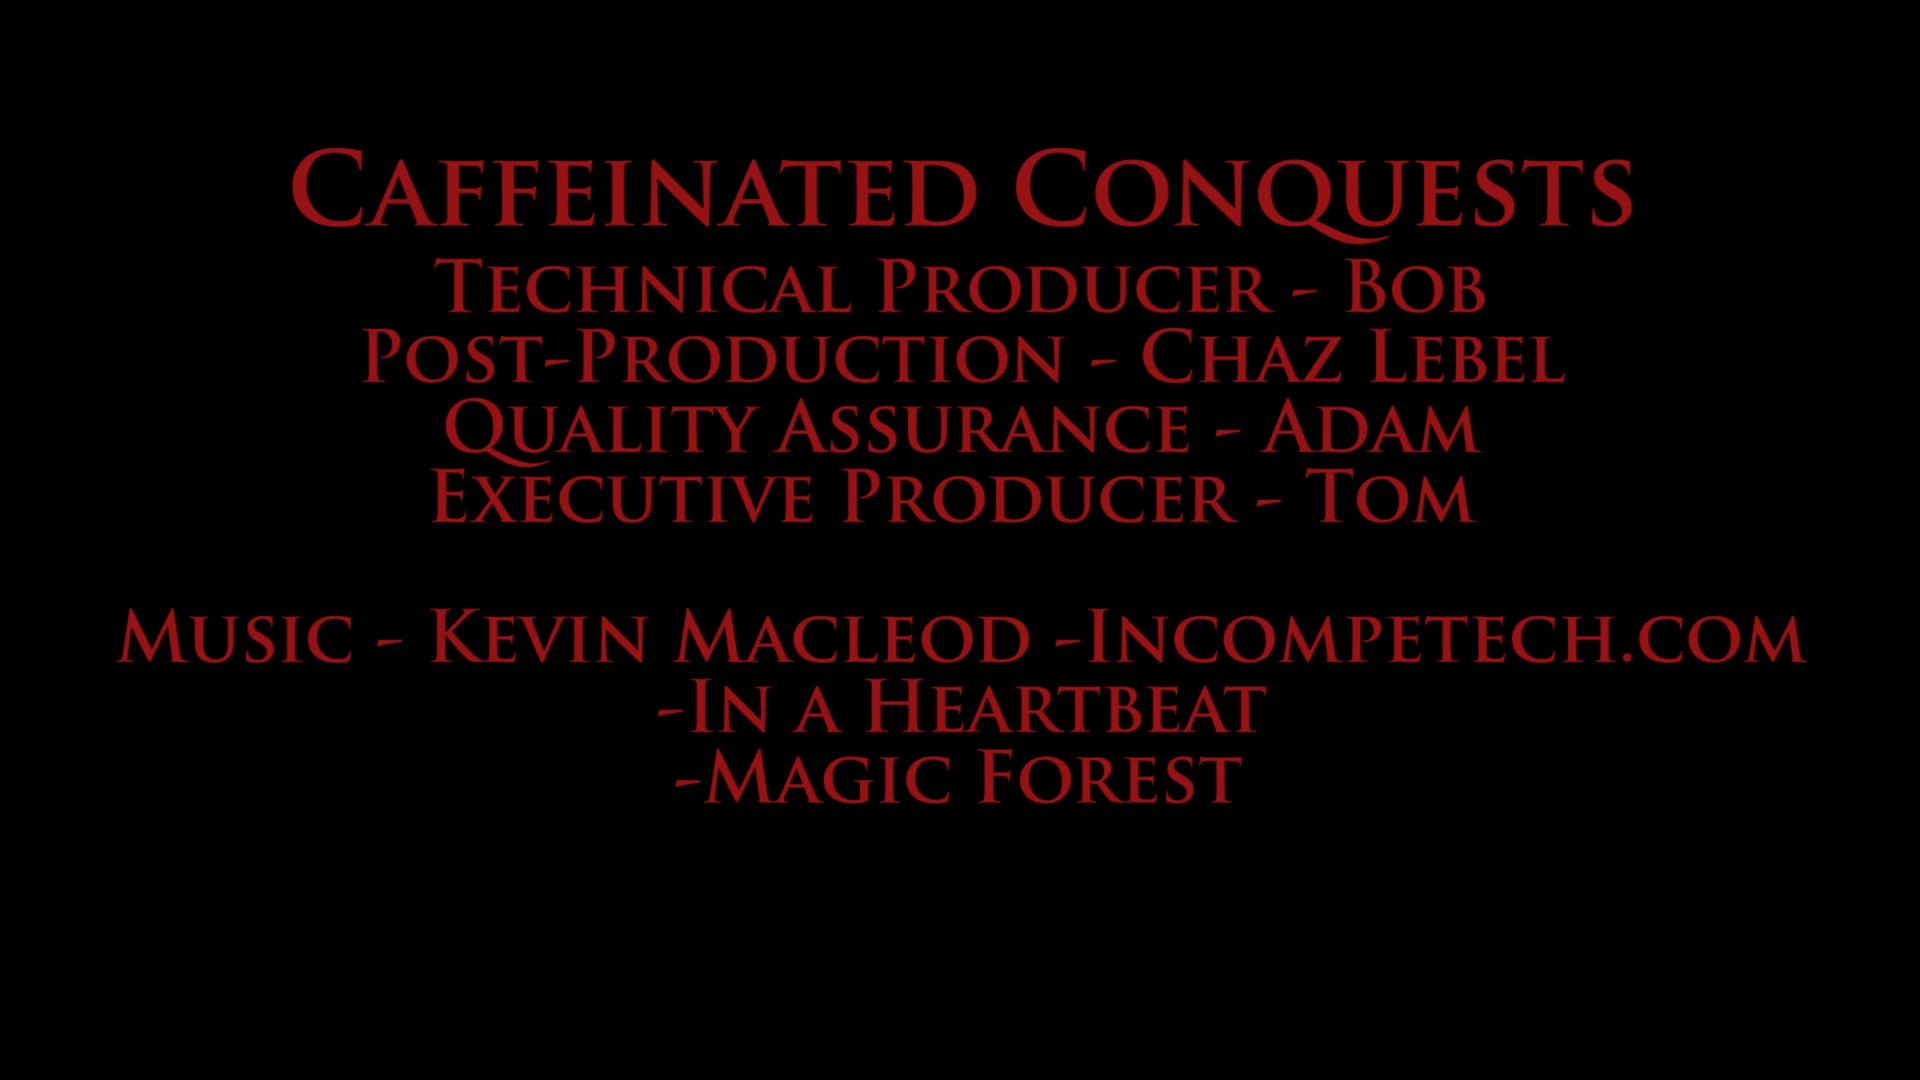 Caffeinated Conquests
Technical Producer - Bob
Post-Production - Chaz Lebel
Quality Assurance - Adam
Executive Producer - Tom
Music - Kevin Macleod -Incompetech.com
-In a Heartbeat
-Magic Forest